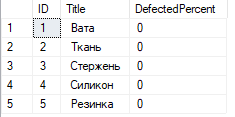 ID Title DefectedPercent
1 1 Вата 0
2 2 Ткань 0
3 3 Стержень 0
4 4 Силикон 0
5 5 Резинка 0